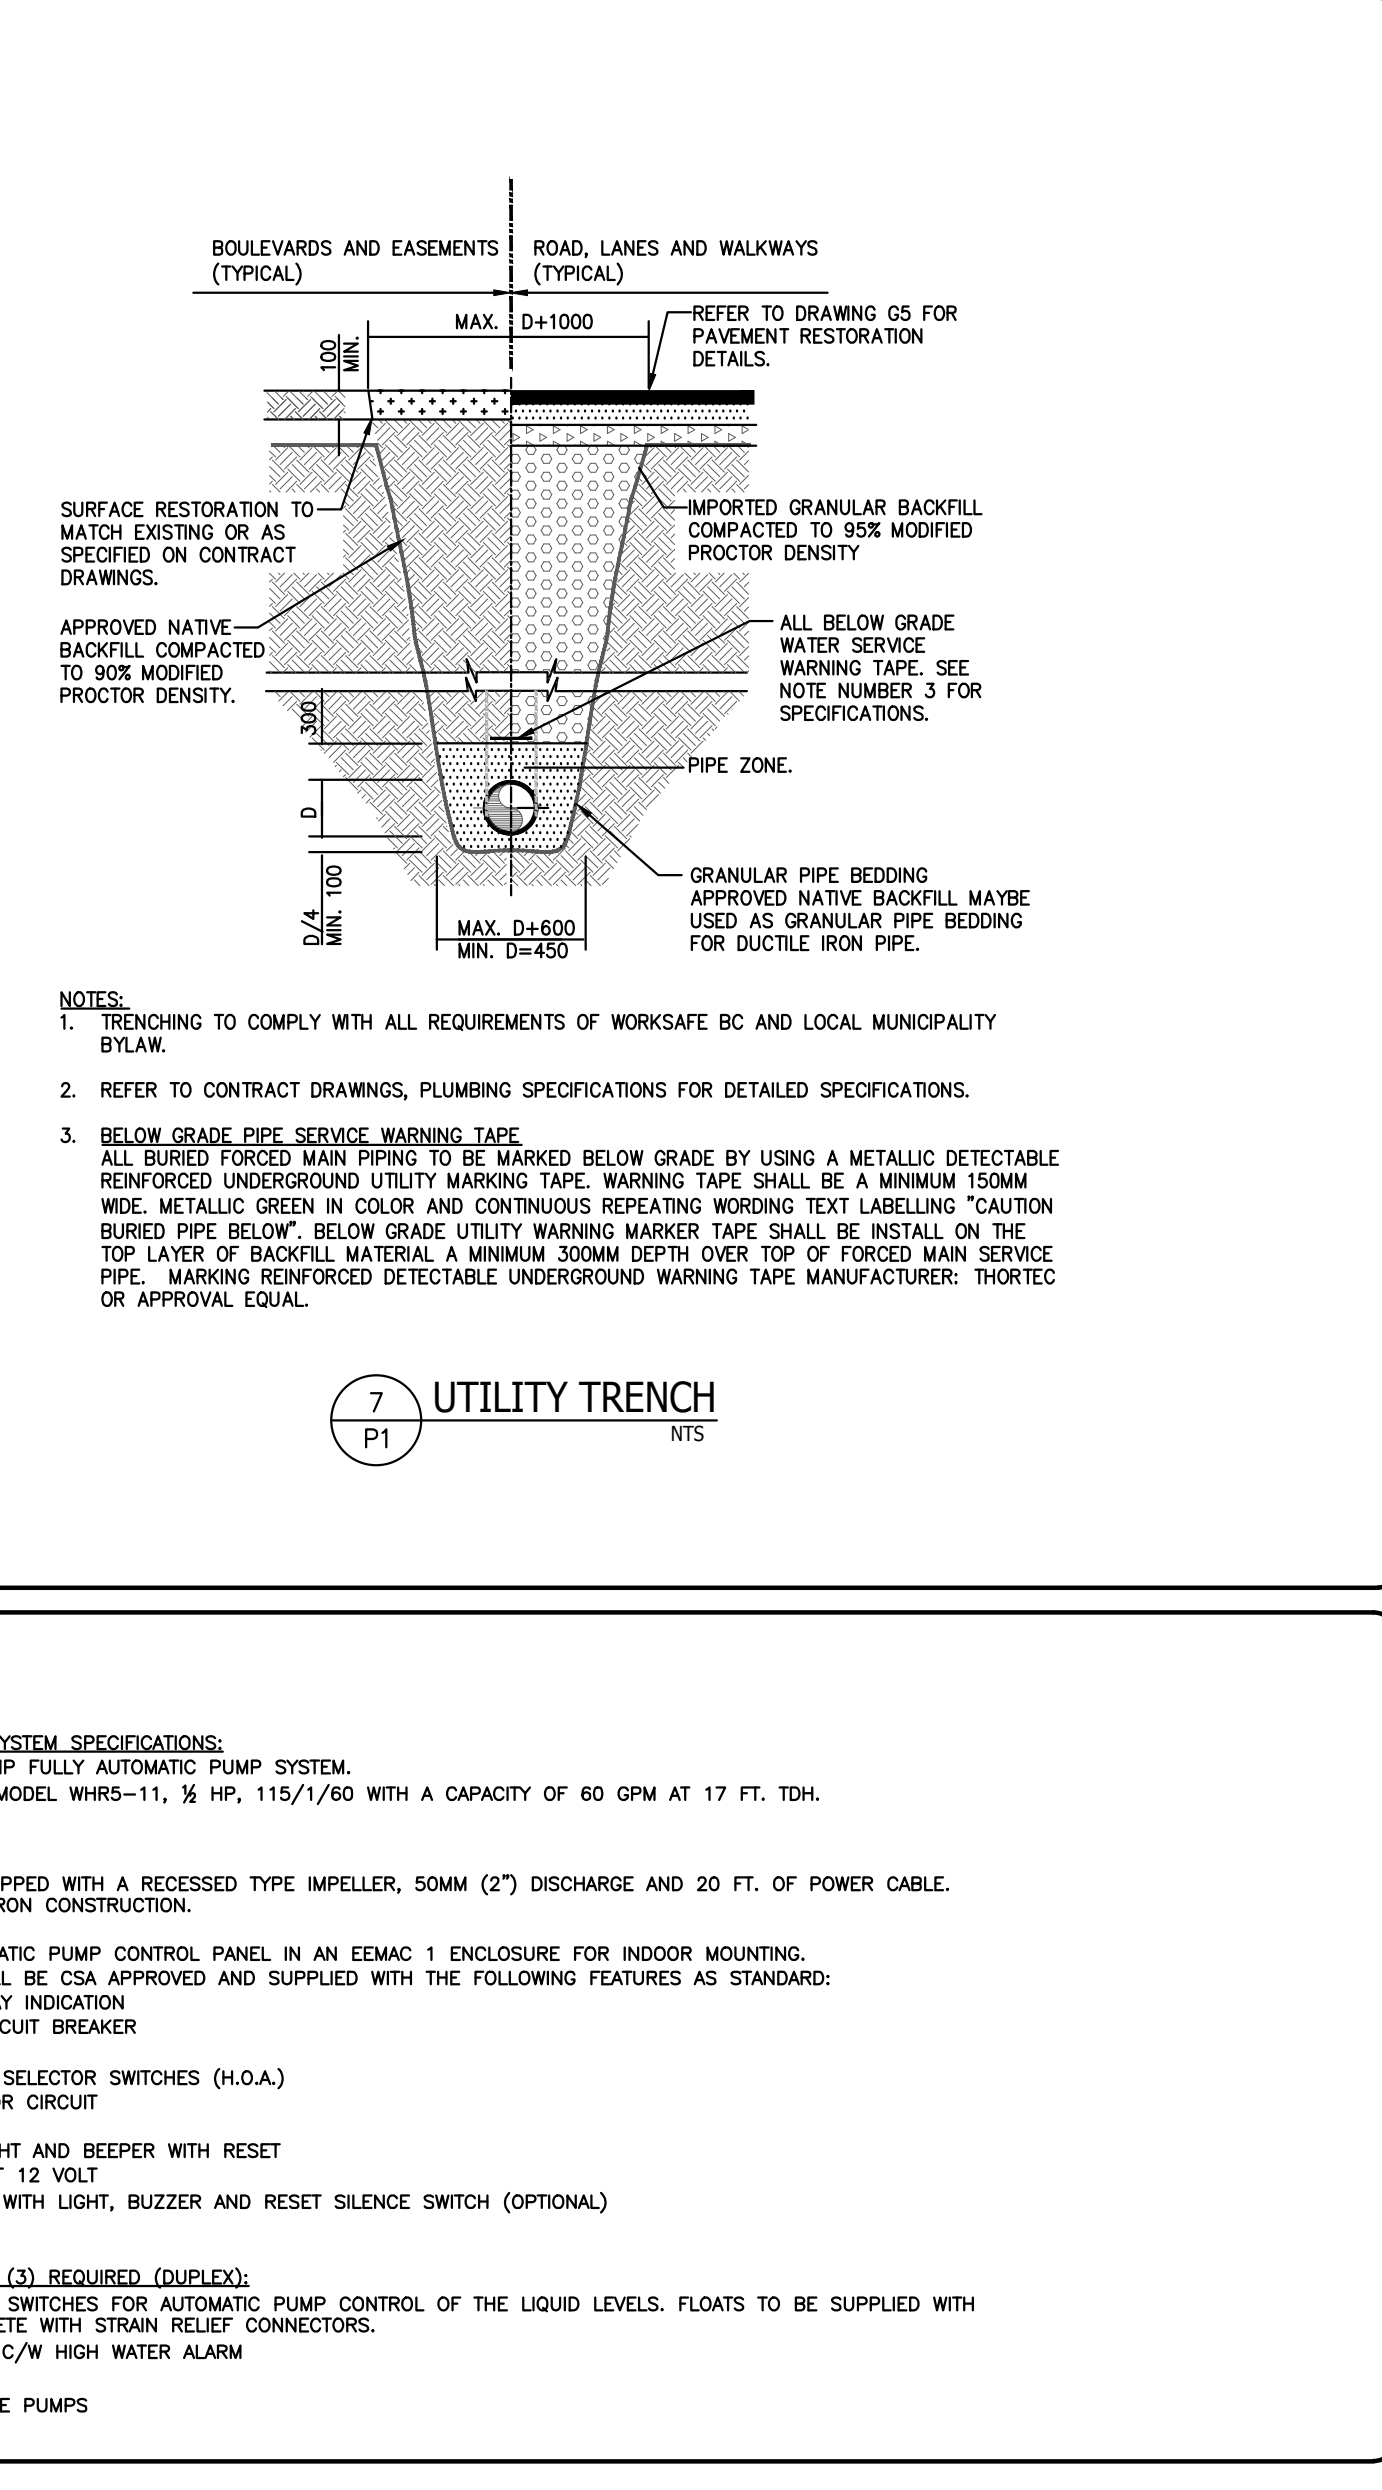 BOULEVARDS AND EASEMENTS
(TYPICAL)
ROAD, LANES AND WALKWAYS
(TYPICAL)
MAX. D+1000
100
MIN.
REFER TO DRAWING G5 FOR
PAVEMENT RESTORATION
DETAILS.
SURFACE RESTORATION TO
MATCH EXISTING OR AS
SPECIFIED ON CONTRACT
DRAWINGS.
IMPORTED GRANULAR BACKFILL
COMPACTED TO 95% MODIFIED
PROCTOR DENSITY
APPROVED NATIVE
BACKFILL COMPACTED
TO 90% MODIFIED
PROCTOR DENSITY.
ALL BELOW GRADE
WATER SERVICE
WARNING TAPE. SEE
NOTE NUMBER 3 FOR
SPECIFICATIONS.
300
PIPE ZONE.
D
D/4
MIN. 100
GRANULAR PIPE BEDDING
APPROVED NATIVE BACKFILL MAYBE
USED AS GRANULAR PIPE BEDDING
FOR DUCTILE IRON PIPE.
MAX. D+600
MIN. D=450
NOTES:
1. TRENCHING TO COMPLY WITH ALL REQUIREMENTS OF WORKSAFE BC AND LOCAL MUNICIPALITY
BYLAW.
2. REFER TO CONTRACT DRAWINGS, PLUMBING SPECIFICATIONS FOR DETAILED SPECIFICATIONS.
3. BELOW GRADE PIPE SERVICE WARNING TAPE
ALL BURIED FORCED MAIN PIPING TO BE MARKED BELOW GRADE BY USING A METALLIC DETECTABLE
REINFORCED UNDERGROUND UTILITY MARKING TAPE. WARNING TAPE SHALL BE A MINIMUM 150MM
WIDE. METALLIC GREEN IN COLOR AND CONTINUOUS REPEATING WORDING TEXT LABELLING "CAUTION
BURIED PIPE BELOW". BELOW GRADE UTILITY WARNING MARKER TAPE SHALL BE INSTALL ON THE
TOP LAYER OF BACKFILL MATERIAL A MINIMUM 300MM DEPTH OVER TOP OF FORCED MAIN SERVICE
PIPE. MARKING REINFORCED DETECTABLE UNDERGROUND WARNING TAPE MANUFACTURER: THORTEC
OR APPROVAL EQUAL.
7
P1
UTILITY TRENCH
NTS
YSTEM SPECIFICATIONS:
IP FULLY AUTOMATIC PUMP SYSTEM.
MODEL WHR5-11, ½ HP, 115/1/60 WITH A CAPACITY OF 60 GPM AT 17 FT. TDH.
PPED WITH A RECESSED TYPE IMPELLER, 50MM (2") DISCHARGE AND 20 FT. OF POWER CABLE.
RON CONSTRUCTION.
ATIC PUMP CONTROL PANEL IN AN EEMAC 1 ENCLOSURE FOR INDOOR MOUNTING.
L BE CSA APPROVED AND SUPPLIED WITH THE FOLLOWING FEATURES AS STANDARD:
Y INDICATION
CUIT BREAKER
SELECTOR SWITCHES (H.O.A.)
R CIRCUIT
HT AND BEEPER WITH RESET
T 12 VOLT
WITH LIGHT, BUZZER AND RESET SILENCE SWITCH (OPTIONAL)
(3) REQUIRED (DUPLEX):
SWITCHES FOR AUTOMATIC PUMP CONTROL OF THE LIQUID LEVELS. FLOATS TO BE SUPPLIED WITH
ETE WITH STRAIN RELIEF CONNECTORS.
C/W HIGH WATER ALARM
E PUMPS